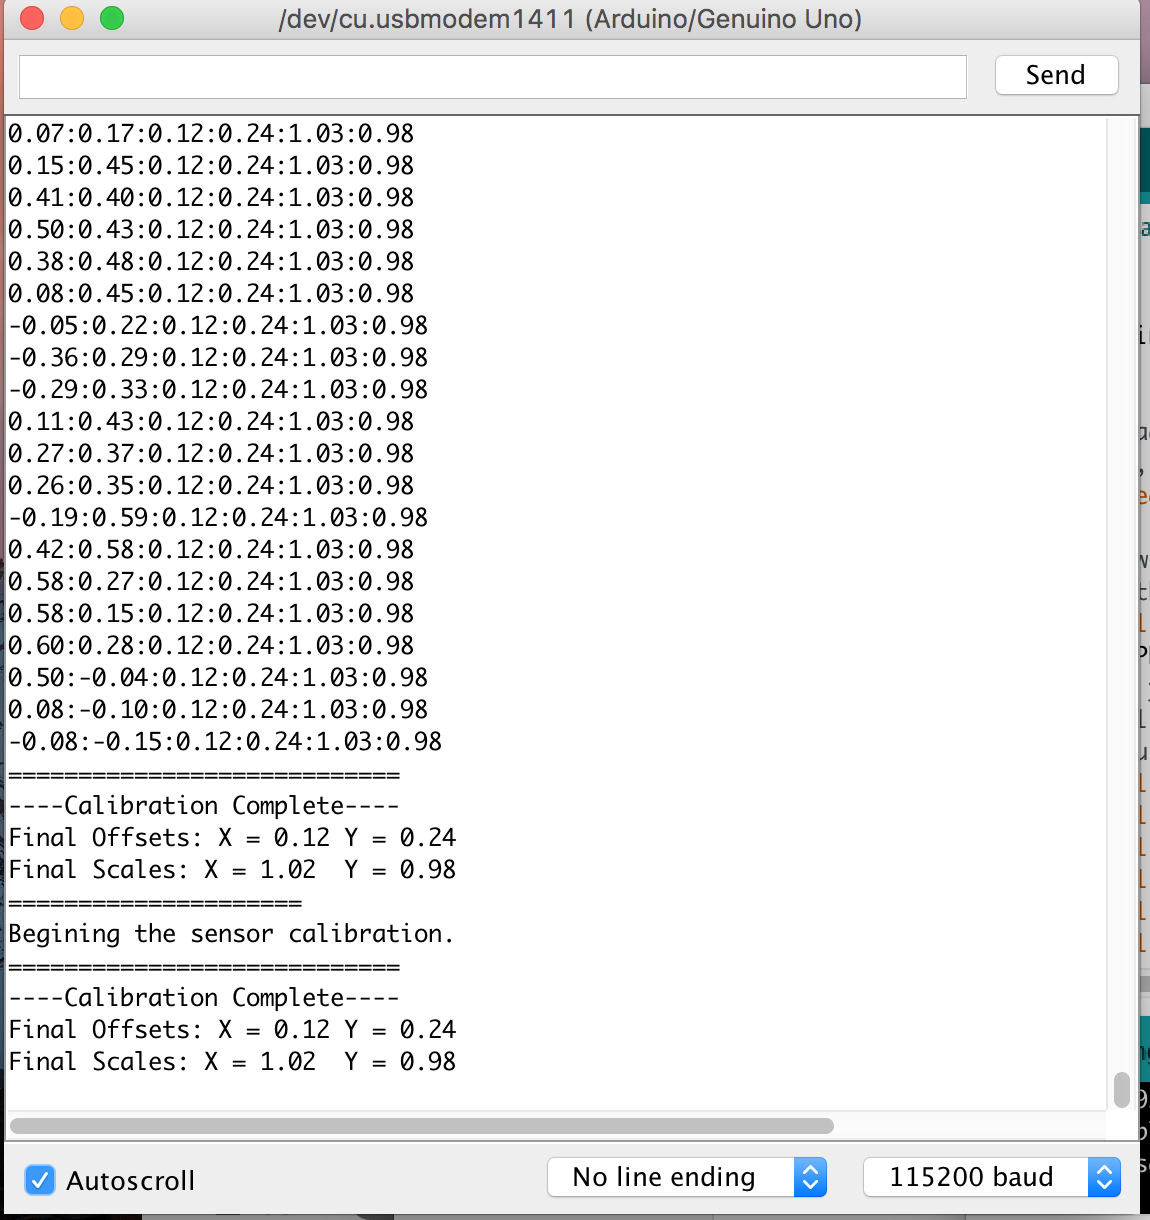 /dev/cu.usbmodem1411 (Arduino/Genuino Uno)
Send
0.07:0.17:0.12:0.24:1.03:0.98
0.15:0.45:0.12:0.24:1.03:0.98
0.41:0.40:0.12:0.24:1.03:0.98
0.50:0.43:0.12:0.24:1.03:0.98
0.38:0.48:0.12:0.24:1.03:0.98
0.08:0.45:0.12:0.24:1.03:0.98
-0.05:0.22:0.12:0.24:1.03:0.98
-0.36:0.29:0.12:0.24:1.03:0.98
-0.29:0.33:0.12:0.24:1.03:0.98
0.11:0.43:0.12:0.24:1.03:0.98
0.27:0.37:0.12:0.24:1.03:0.98
0.26:0.35:0.12:0.24:1.03:0.98
-0.19:0.59:0.12:0.24:1.03:0.98
0.42:0.58:0.12:0.24:1.03:0.98
0.58:0.27:0.12:0.24:1.03:0.98
0.58:0.15:0.12:0.24:1.03:0.98
0.60:0.28:0.12:0.24:1.03:0.98
0.50:-0.04:0.12:0.24:1.03:0.98
0.08:-0.10:0.12:0.24:1.03:0.98
-0.08:-0.15:0.12:0.24:1.03:0.98
============================
----Calibration Complete----
Final Offsets: X = 0.12 Y = 0.24
Final Scales: X = 1.02  Y = 0.98
=====================
Begining the sensor calibration.
============================
----Calibration Complete----
Final Offsets: X = 0.12 Y = 0.24
Final Scales: X = 1.02  Y = 0.98
Autoscroll
No line ending
115200 baud